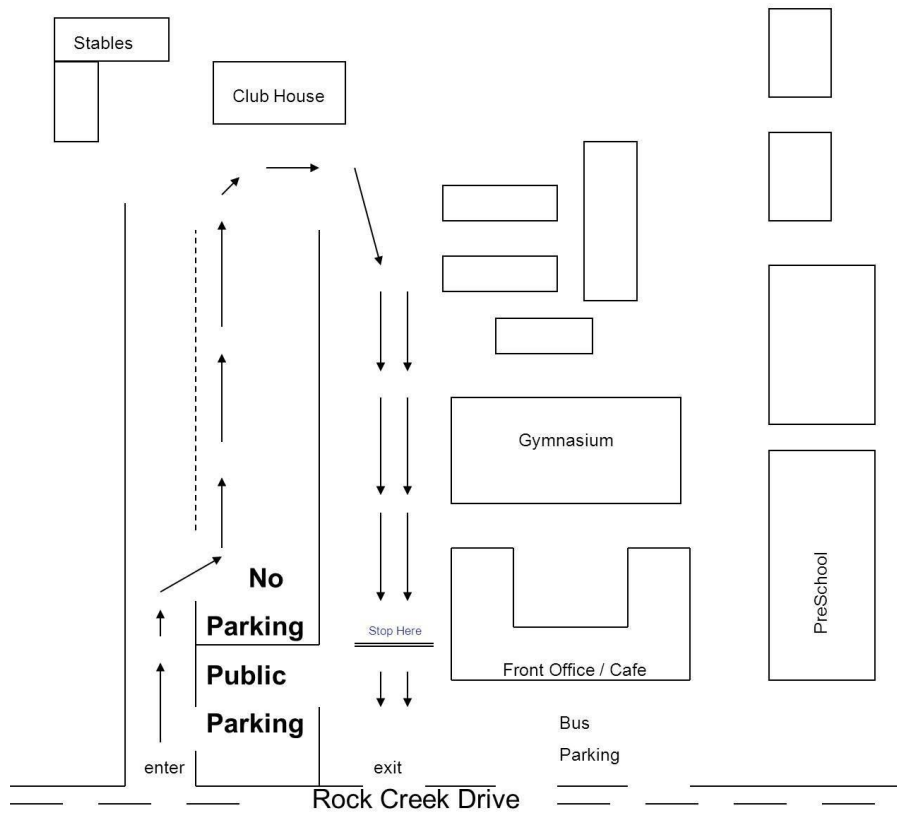 Stables
Club House
Gymnasium
No
Parking
Stop Here
Public
Parking
Front Office / Cafe
PreSchool
Bus
Parking
enter
exit
Rock Creek Drive